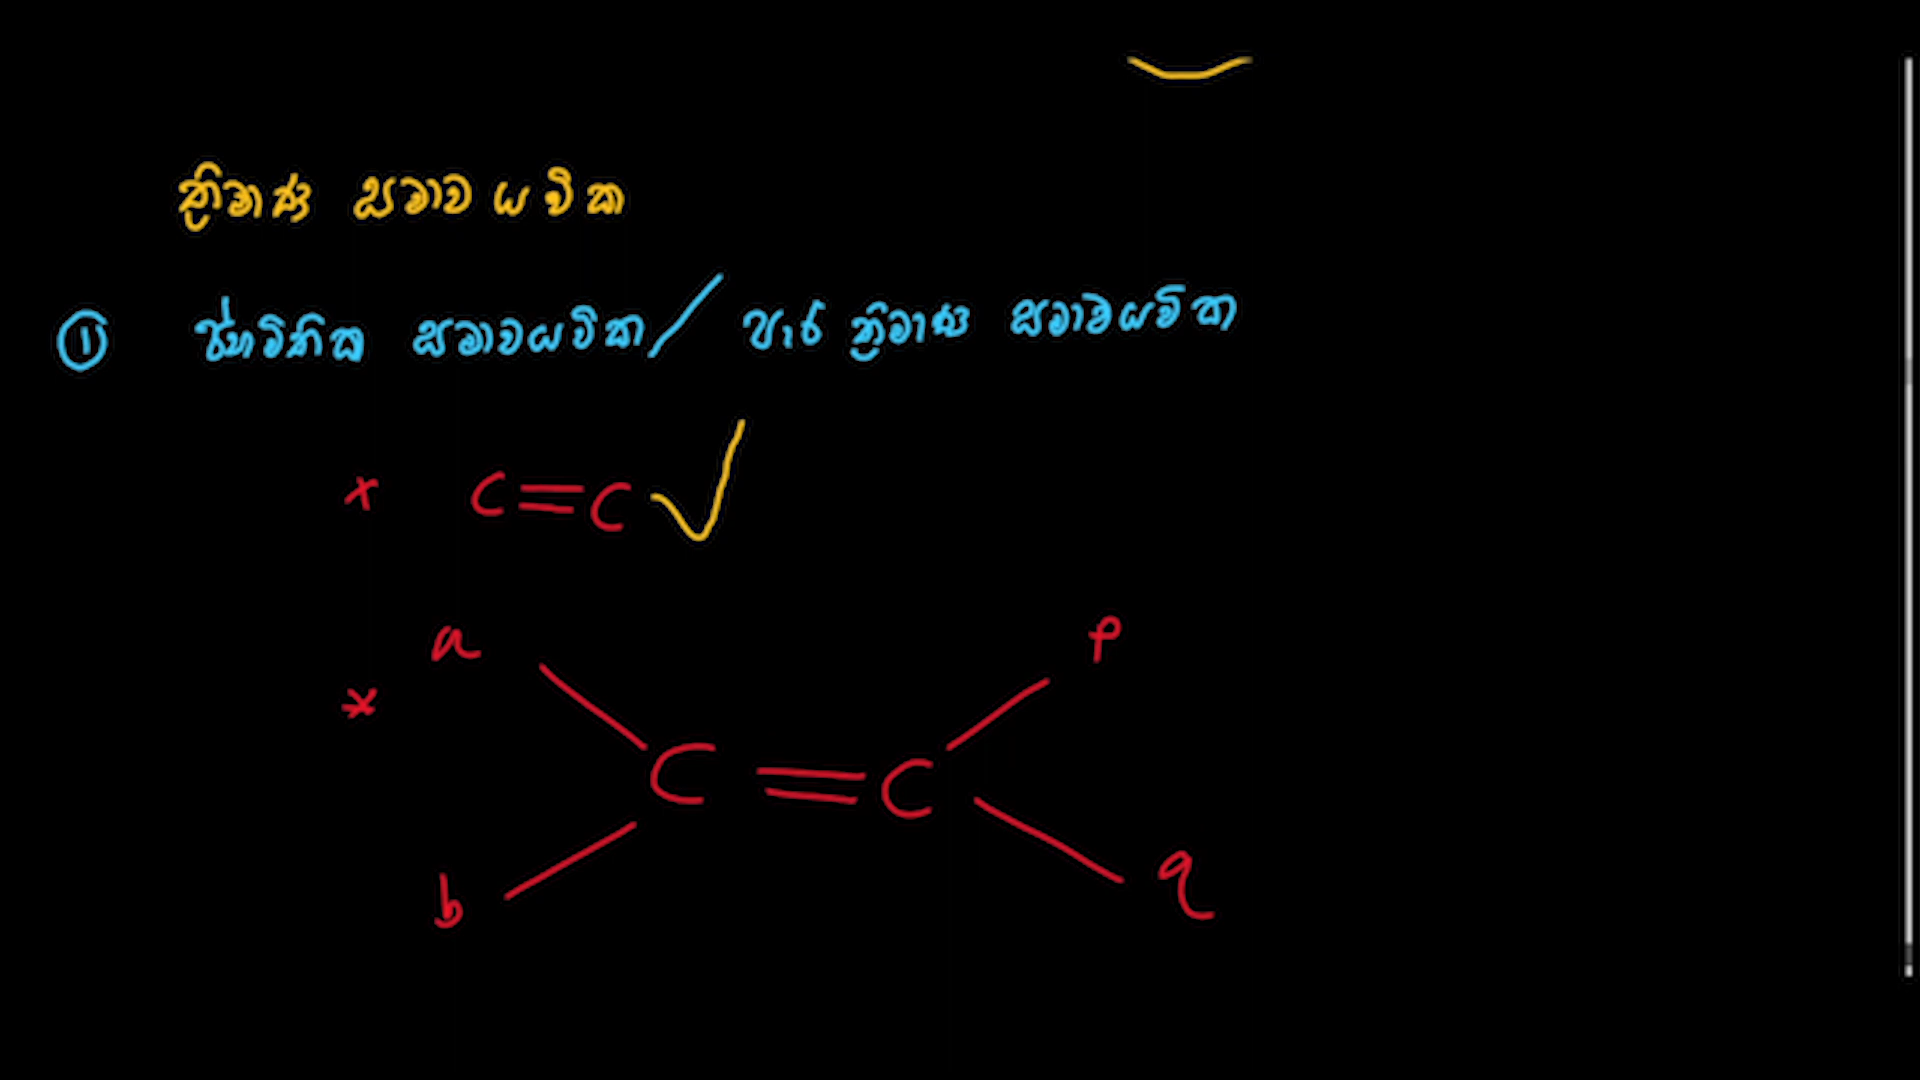 ත්‍රිමාණ සමාවයවික
① ජ්‍යාමිතික සමාවයවික / පාර ත්‍රිමාණ සමාවයවික
* C=C ✓
a p
*
C = C
b q